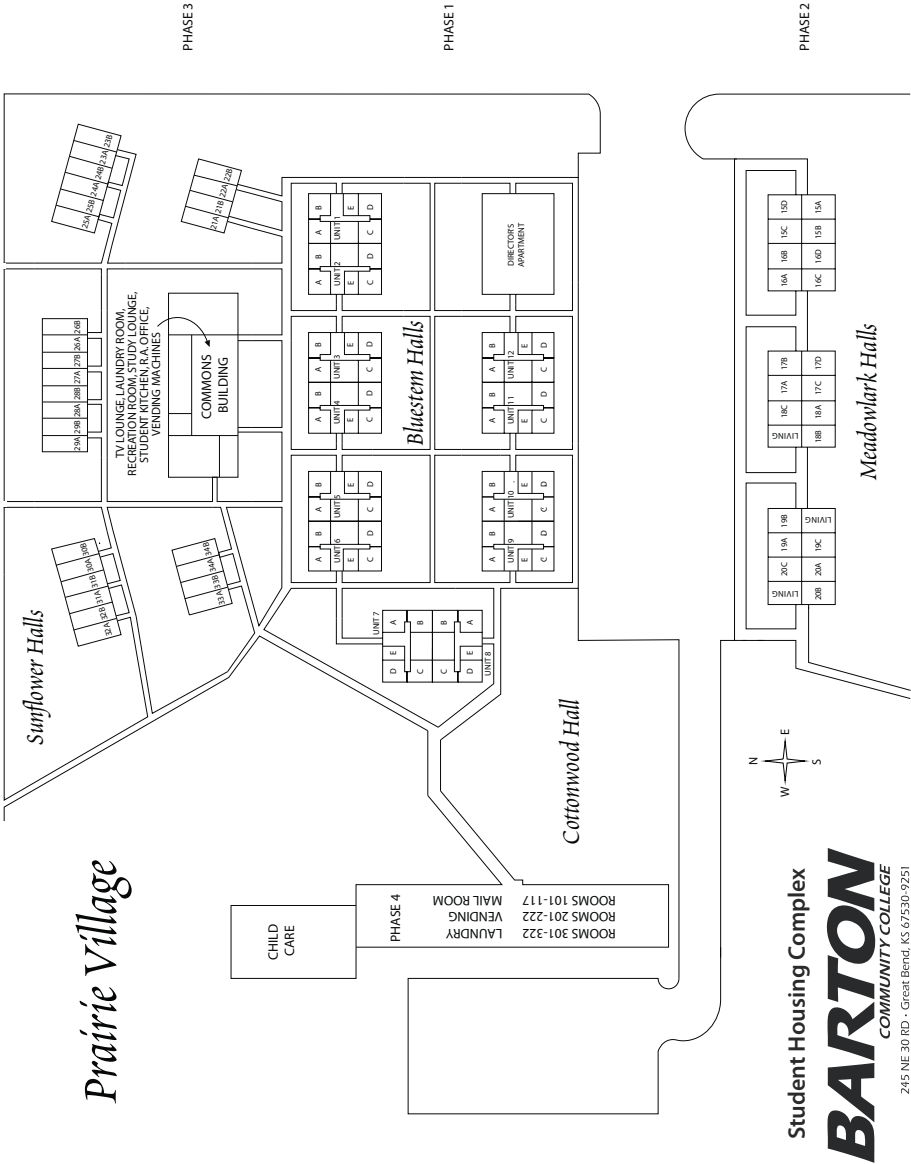 Prairie Village
Sunflower Halls
PHASE 3
PHASE 1
PHASE 2
32A 32B 31A 31B 30A 30B
33A 33B 34A 34B
29A 29B 28A 28B 27A 27B 26A 26B
25A 25B 24A 24B 23A 23B
21A 21B 22A 22B
TV LOUNGE, LAUNDRY ROOM,
RECREATION ROOM, STUDY LOUNGE,
STUDENT KITCHEN, R.A. OFFICE,
VENDING MACHINES
COMMONS
BUILDING
Bluestem Halls
A B A B
UNIT 6 UNIT 5
E E
C D C D
A B A B
UNIT 4 UNIT 3
E E
C D C D
A B A B
UNIT 2 UNIT 1
E E
C D C D
UNIT 7
D E A
C B
C B
D E A
UNIT 8
A B A B
UNIT 9 UNIT 10
E E
C D C D
A B A B
UNIT 11 UNIT 12
E E
C D C D
DIRECTOR'S
APARTMENT
CHILD
CARE
PHASE 4
LAUNDRY
VENDING
MAIL ROOM
ROOMS 301-322
ROOMS 201-222
ROOMS 101-117
Cottonwood Hall
LIVING 20C 19A 19B
20B 20A 19C LIVING
LIVING 18C 17A 17B
18B 18A 17C 17D
16A 16B 15C 15D
16C 16D 15B 15A
Meadowlark Halls
N
W E
S
Student Housing Complex
BARTON
COMMUNITY COLLEGE
245 NE 30 RD · Great Bend, KS 67530-9251